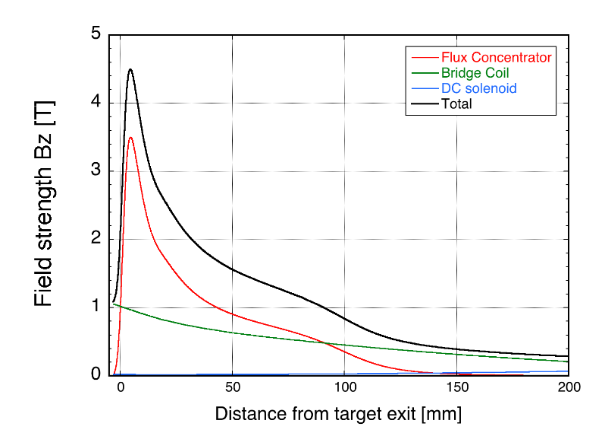 5
4
3
2
1
0
Field strength Bz [T]
Flux Concentrator
Bridge Coil
DC solenoid
Total
0 50 100 150 200
Distance from target exit [mm]